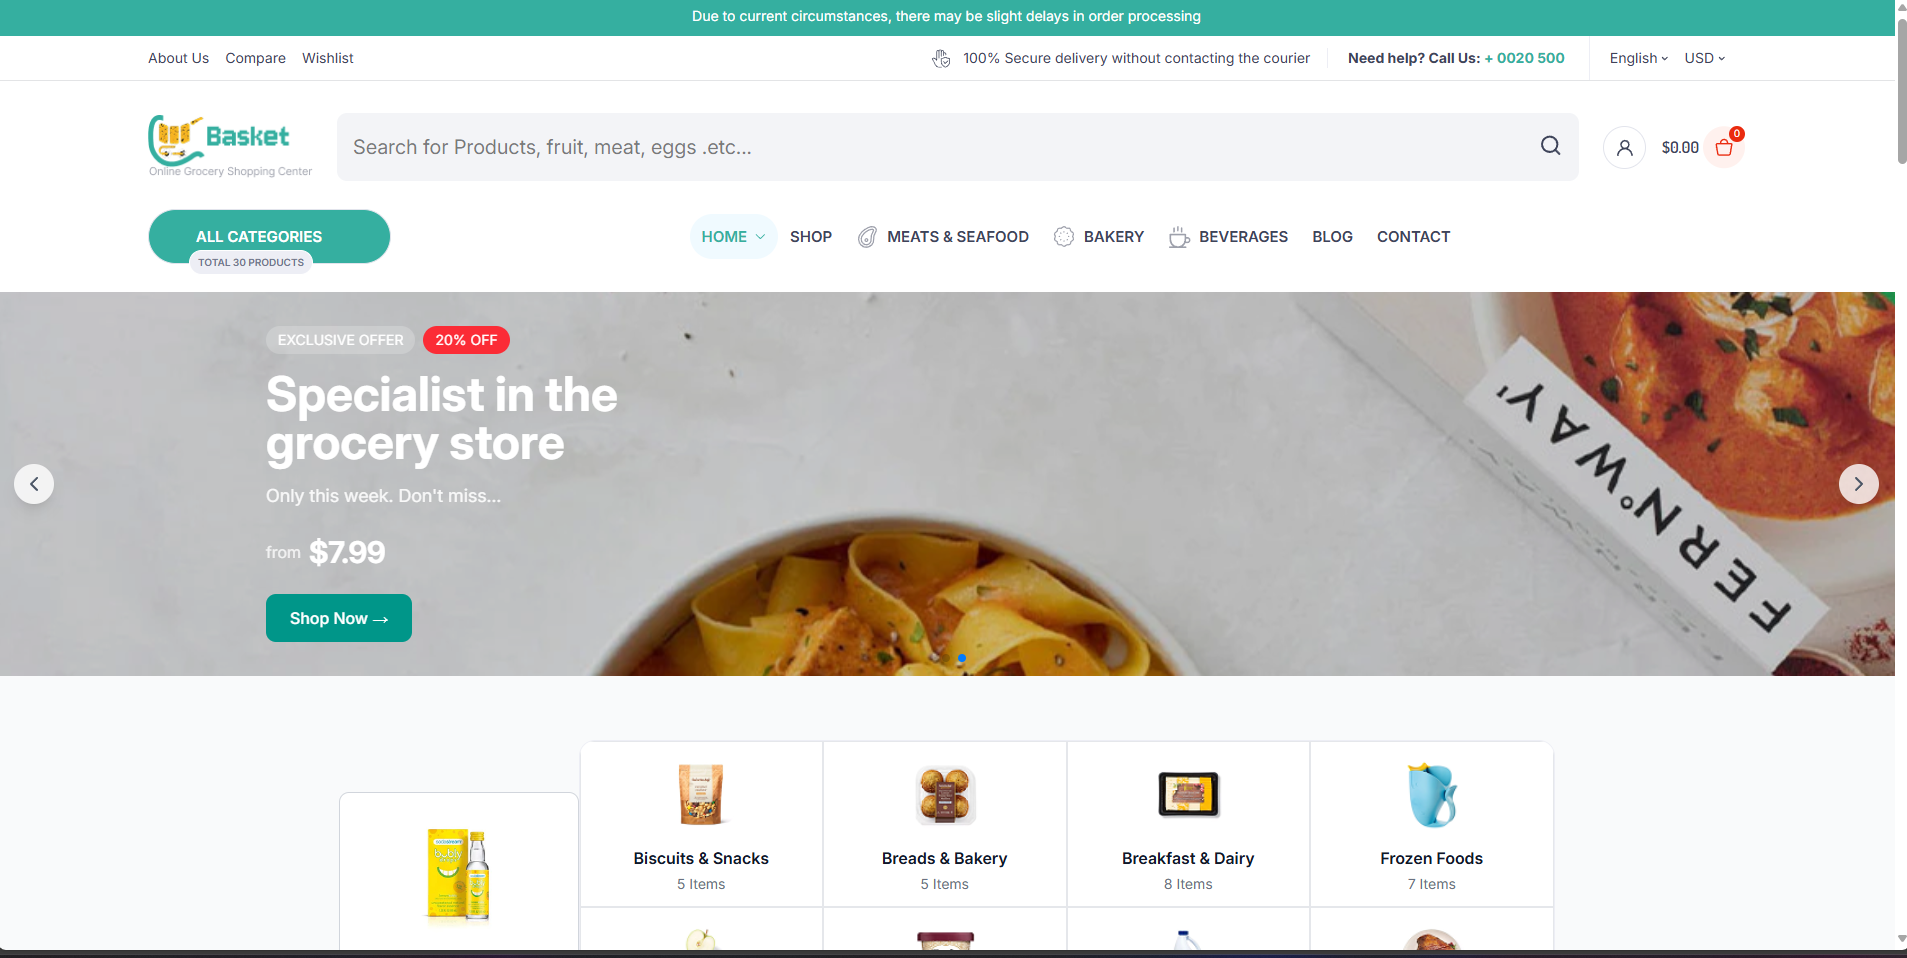 Due to current circumstances, there may be slight delays in order processing
About Us Compare Wishlist
100% Secure delivery without contacting the courier
Need help? Call Us: + 0020 500
English USD
Basket
Online Grocery Shopping Center
Search for Products, fruit, meat, eggs .etc...
$0.00
0
ALL CATEGORIES
TOTAL 30 PRODUCTS
HOME SHOP MEATS & SEAFOOD BAKERY BEVERAGES BLOG CONTACT
EXCLUSIVE OFFER 20% OFF
Specialist in the
grocery store
Only this week. Don't miss...
from $7.99
Shop Now →
FERN°WAY'
bubly
Biscuits & Snacks
5 Items
Breads & Bakery
5 Items
Breakfast & Dairy
8 Items
Frozen Foods
7 Items